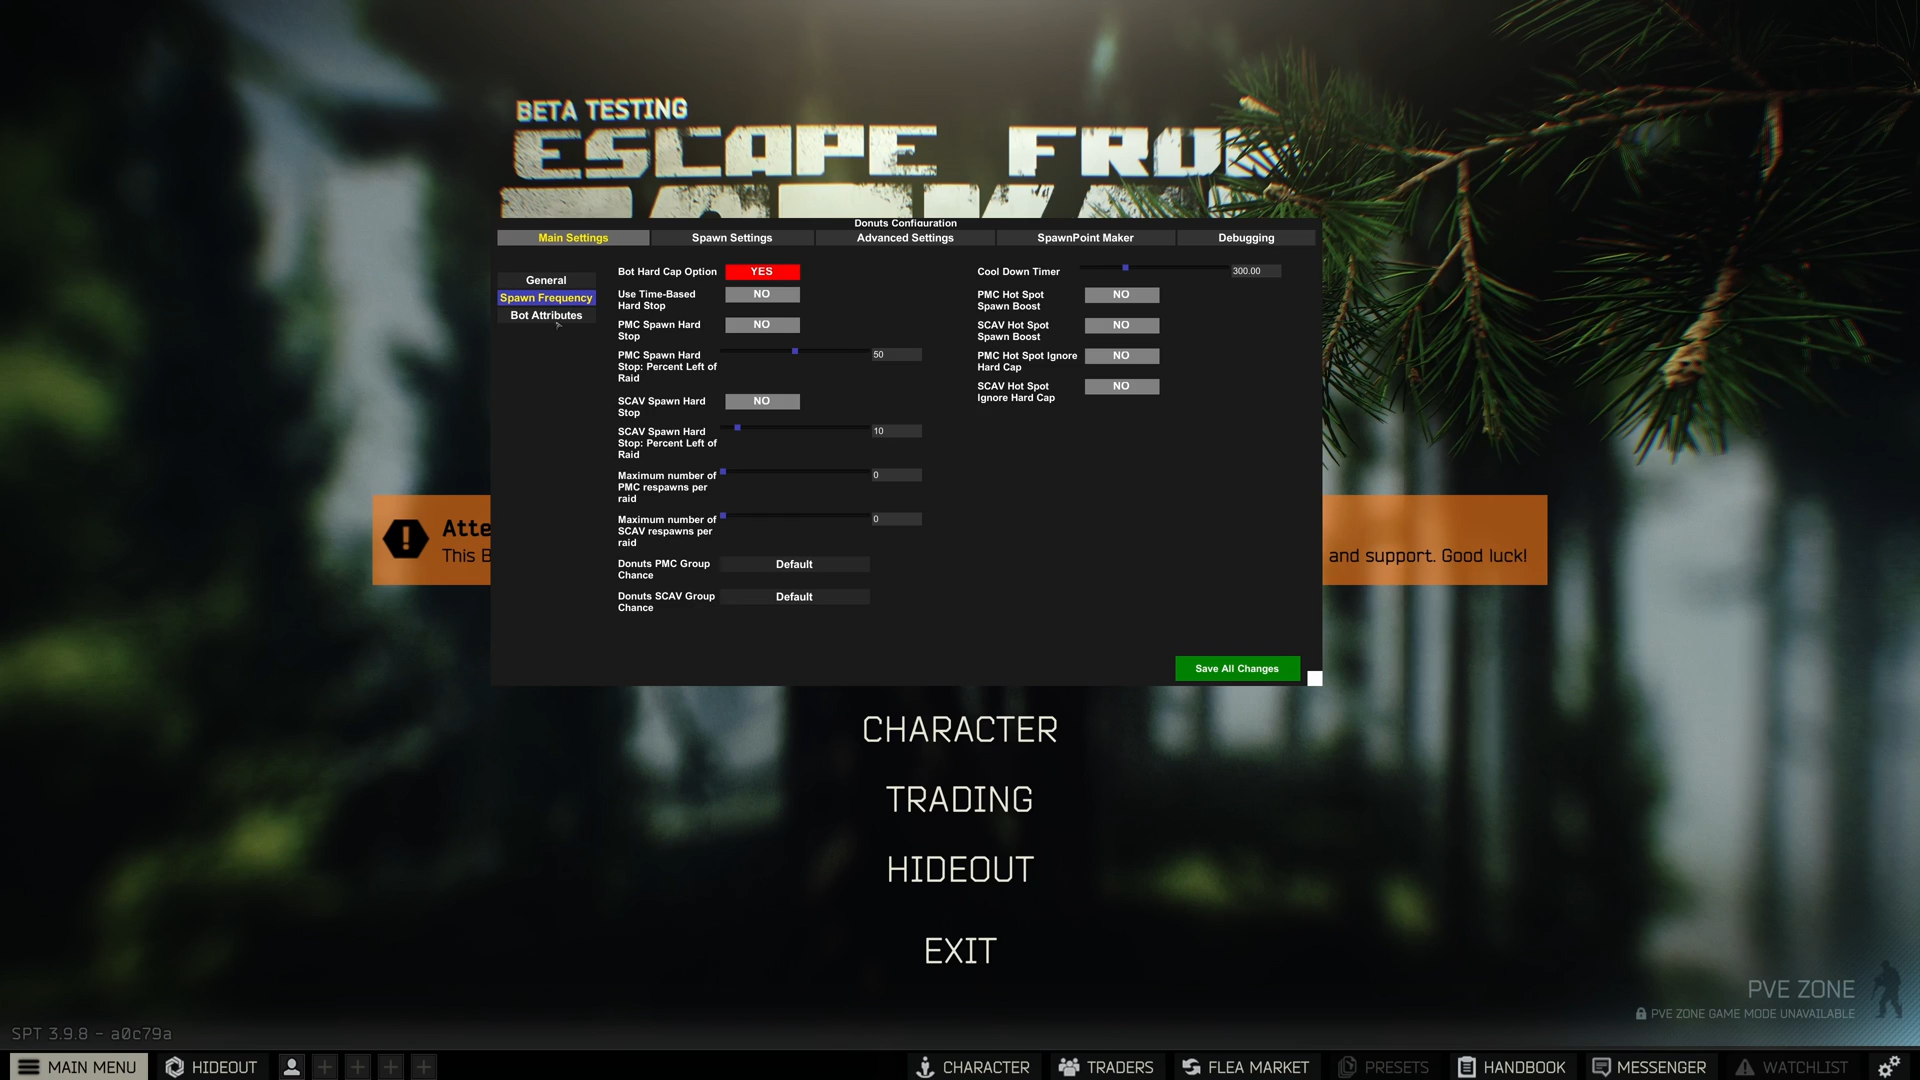 BETA TESTING
ESCAPE FROM
Donuts Configuration
Main Settings
Spawn Settings
Advanced Settings
SpawnPoint Maker
Debugging
General
Spawn Frequency
Bot Attributes
Bot Hard Cap Option
YES
Use Time-Based
Hard Stop
NO
PMC Spawn Hard
Stop
NO
PMC Spawn Hard
Stop: Percent Left of
Raid
50
SCAV Spawn Hard
Stop
NO
SCAV Spawn Hard
Stop: Percent Left of
Raid
10
Maximum number of
PMC respawns per
raid
0
Maximum number of
SCAV respawns per
raid
0
Donuts PMC Group
Chance
Default
Donuts SCAV Group
Chance
Default
Cool Down Timer
300.00
PMC Hot Spot
Spawn Boost
NO
SCAV Hot Spot
Spawn Boost
NO
PMC Hot Spot Ignore
Hard Cap
NO
SCAV Hot Spot
Ignore Hard Cap
NO
Save All Changes
Atte
This B
and support. Good luck!
CHARACTER
TRADING
HIDEOUT
EXIT
PVE ZONE
PVE ZONE GAME MODE UNAVAILABLE
SPT 3.9.8 - a0c79a
MAIN MENU
HIDEOUT
CHARACTER
TRADERS
FLEA MARKET
PRESETS
HANDBOOK
MESSENGER
WATCHLIST